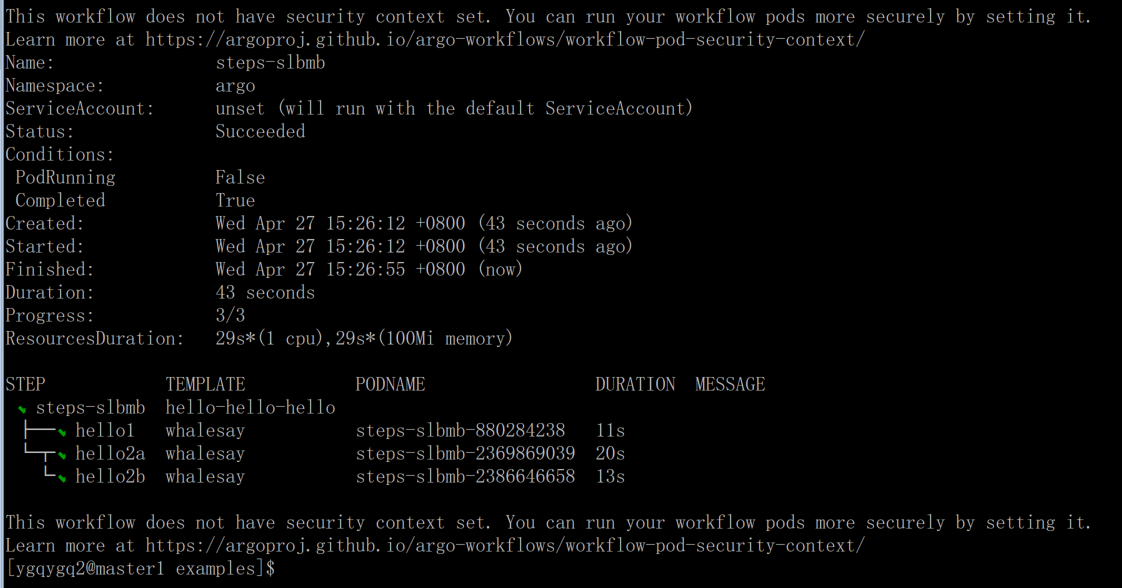 This workflow does not have security context set. You can run your workflow pods more securely by setting it.
Learn more at https://argoproj.github.io/argo-workflows/workflow-pod-security-context/
Name:                steps-slbmb
Namespace:           argo
ServiceAccount:      unset (will run with the default ServiceAccount)
Status:              Succeeded
Conditions:
 PodRunning          False
 Completed           True
Created:             Wed Apr 27 15:26:12 +0800 (43 seconds ago)
Started:             Wed Apr 27 15:26:12 +0800 (43 seconds ago)
Finished:            Wed Apr 27 15:26:55 +0800 (now)
Duration:            43 seconds
Progress:            3/3
ResourcesDuration:   29s*(1 cpu),29s*(100Mi memory)
STEP            TEMPLATE           PODNAME                 DURATION  MESSAGE
steps-slbmb  hello-hello-hello
hello1   whalesay           steps-slbmb-880284238   11s
hello2a  whalesay           steps-slbmb-2369869039  20s
hello2b  whalesay           steps-slbmb-2386646658  13s
This workflow does not have security context set. You can run your workflow pods more securely by setting it.
Learn more at https://argoproj.github.io/argo-workflows/workflow-pod-security-context/
[ygqygq2@master1 examples]$